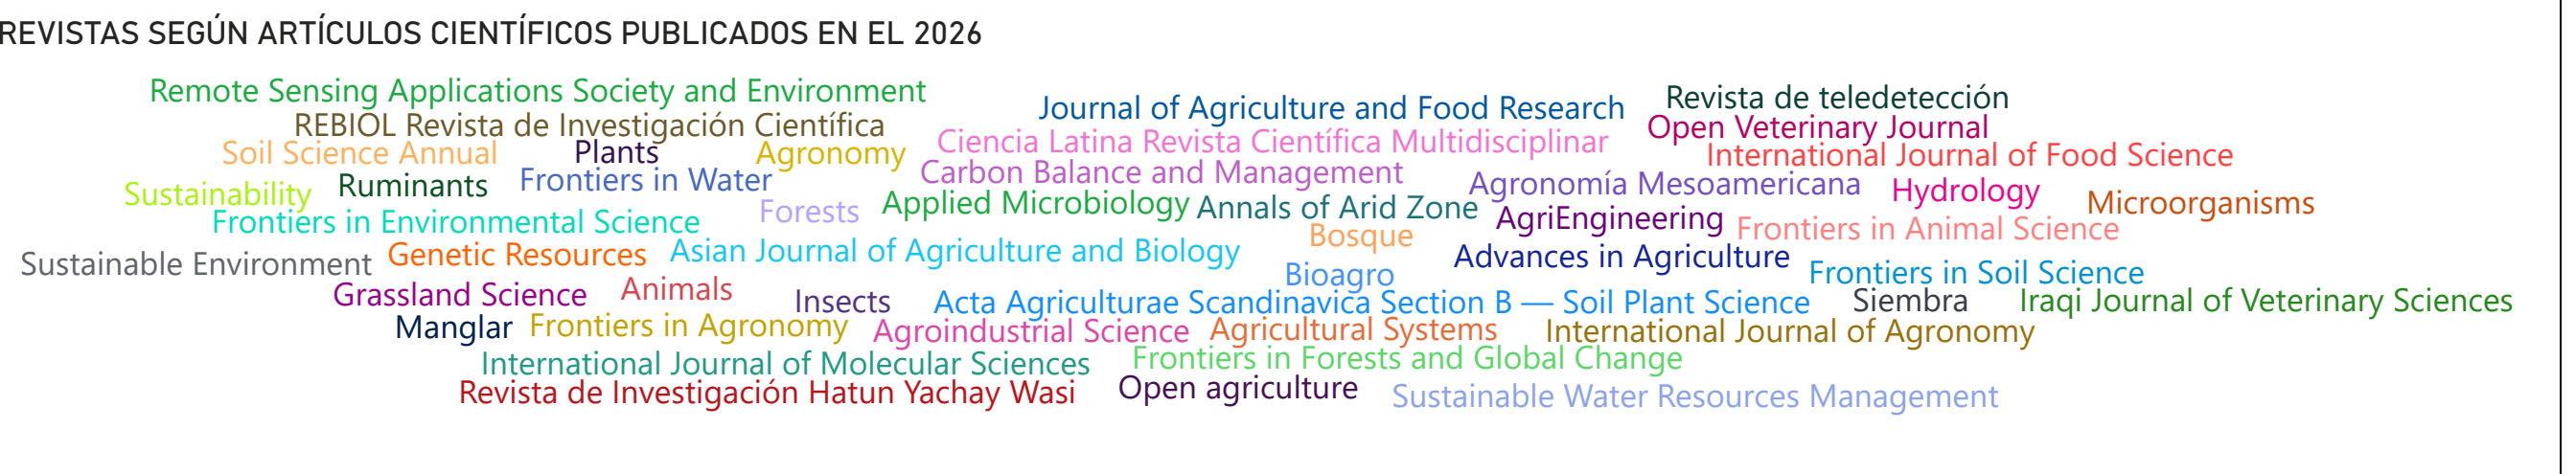 REVISTAS SEGÚN ARTÍCULOS CIENTÍFICOS PUBLICADOS EN EL 2026
Remote Sensing Applications Society and Environment
Journal of Agriculture and Food Research
Revista de teledetección
REBIOL Revista de Investigación Científica
Ciencia Latina Revista Científica Multidisciplinar
Open Veterinary Journal
Soil Science Annual
Plants
Agronomy
International Journal of Food Science
Sustainability
Ruminants
Frontiers in Water
Carbon Balance and Management
Agronomía Mesoamericana
Hydrology
Microorganisms
Frontiers in Environmental Science
Forests
Applied Microbiology
Annals of Arid Zone
AgriEngineering
Frontiers in Animal Science
Bosque
Sustainable Environment
Genetic Resources
Asian Journal of Agriculture and Biology
Advances in Agriculture
Bioagro
Frontiers in Soil Science
Grassland Science
Animals
Insects
Acta Agriculturae Scandinavica Section B — Soil Plant Science
Siembra
Iraqi Journal of Veterinary Sciences
Manglar
Frontiers in Agronomy
Agroindustrial Science
Agricultural Systems
International Journal of Agronomy
International Journal of Molecular Sciences
Frontiers in Forests and Global Change
Revista de Investigación Hatun Yachay Wasi
Open agriculture
Sustainable Water Resources Management